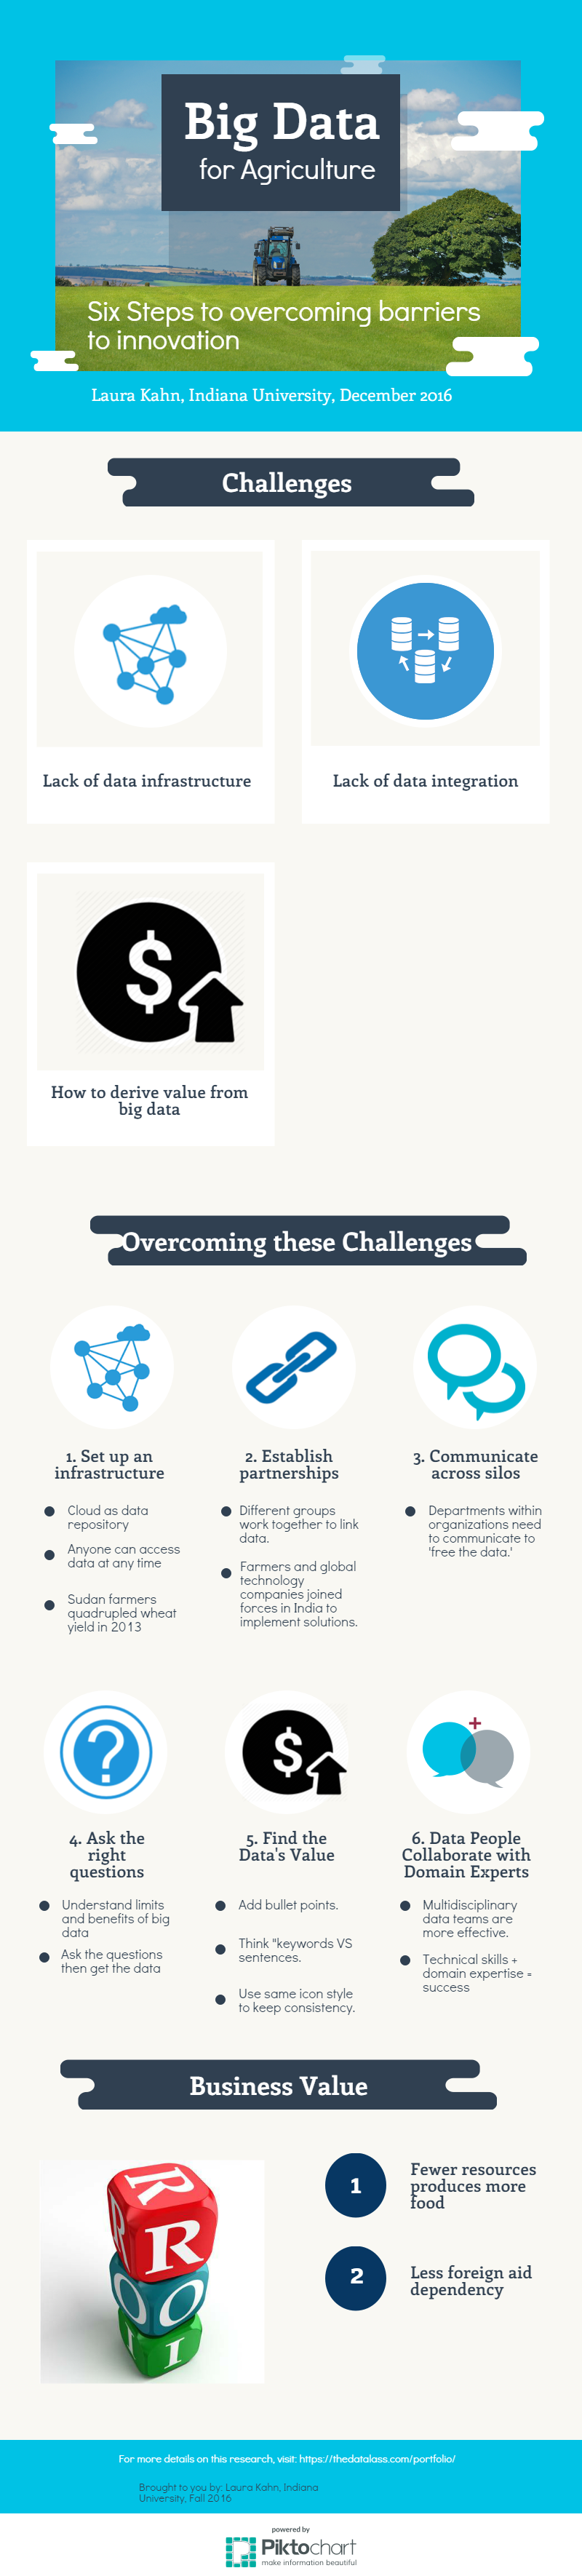 Big Data
for Agriculture
Six Steps to overcoming barriers
to innovation
Laura Kahn, Indiana University, December 2016
Challenges
Lack of data infrastructure
Lack of data integration
$
How to derive value from
big data
Overcoming these Challenges
1. Set up an
infrastructure
Cloud as data
repository
Anyone can access
data at any time
Sudan farmers
quadrupled wheat
yield in 2013
2. Establish
partnerships
Different groups
work together to link
data.
Farmers and global
technology
companies joined
forces in India to
implement solutions.
3. Communicate
across silos
Departments within
organizations need
to communicate to
'free the data.'
?
4. Ask the
right
questions
Understand limits
and benefits of big
data
Ask the questions
then get the data
$
5. Find the
Data's Value
Add bullet points.
Think "keywords VS
sentences.
Use same icon style
to keep consistency.
+
6. Data People
Collaborate with
Domain Experts
Multidisciplinary
data teams are
more effective.
Technical skills +
domain expertise =
success
Business Value
R
R R
O O
I I
1
Fewer resources
produces more
food
2
Less foreign aid
dependency
For more details on this research, visit: https://thedatalass.com/portfolio/
Brought to you by: Laura Kahn, Indiana
University, Fall 2016
powered by
Piktochart
make information beautiful